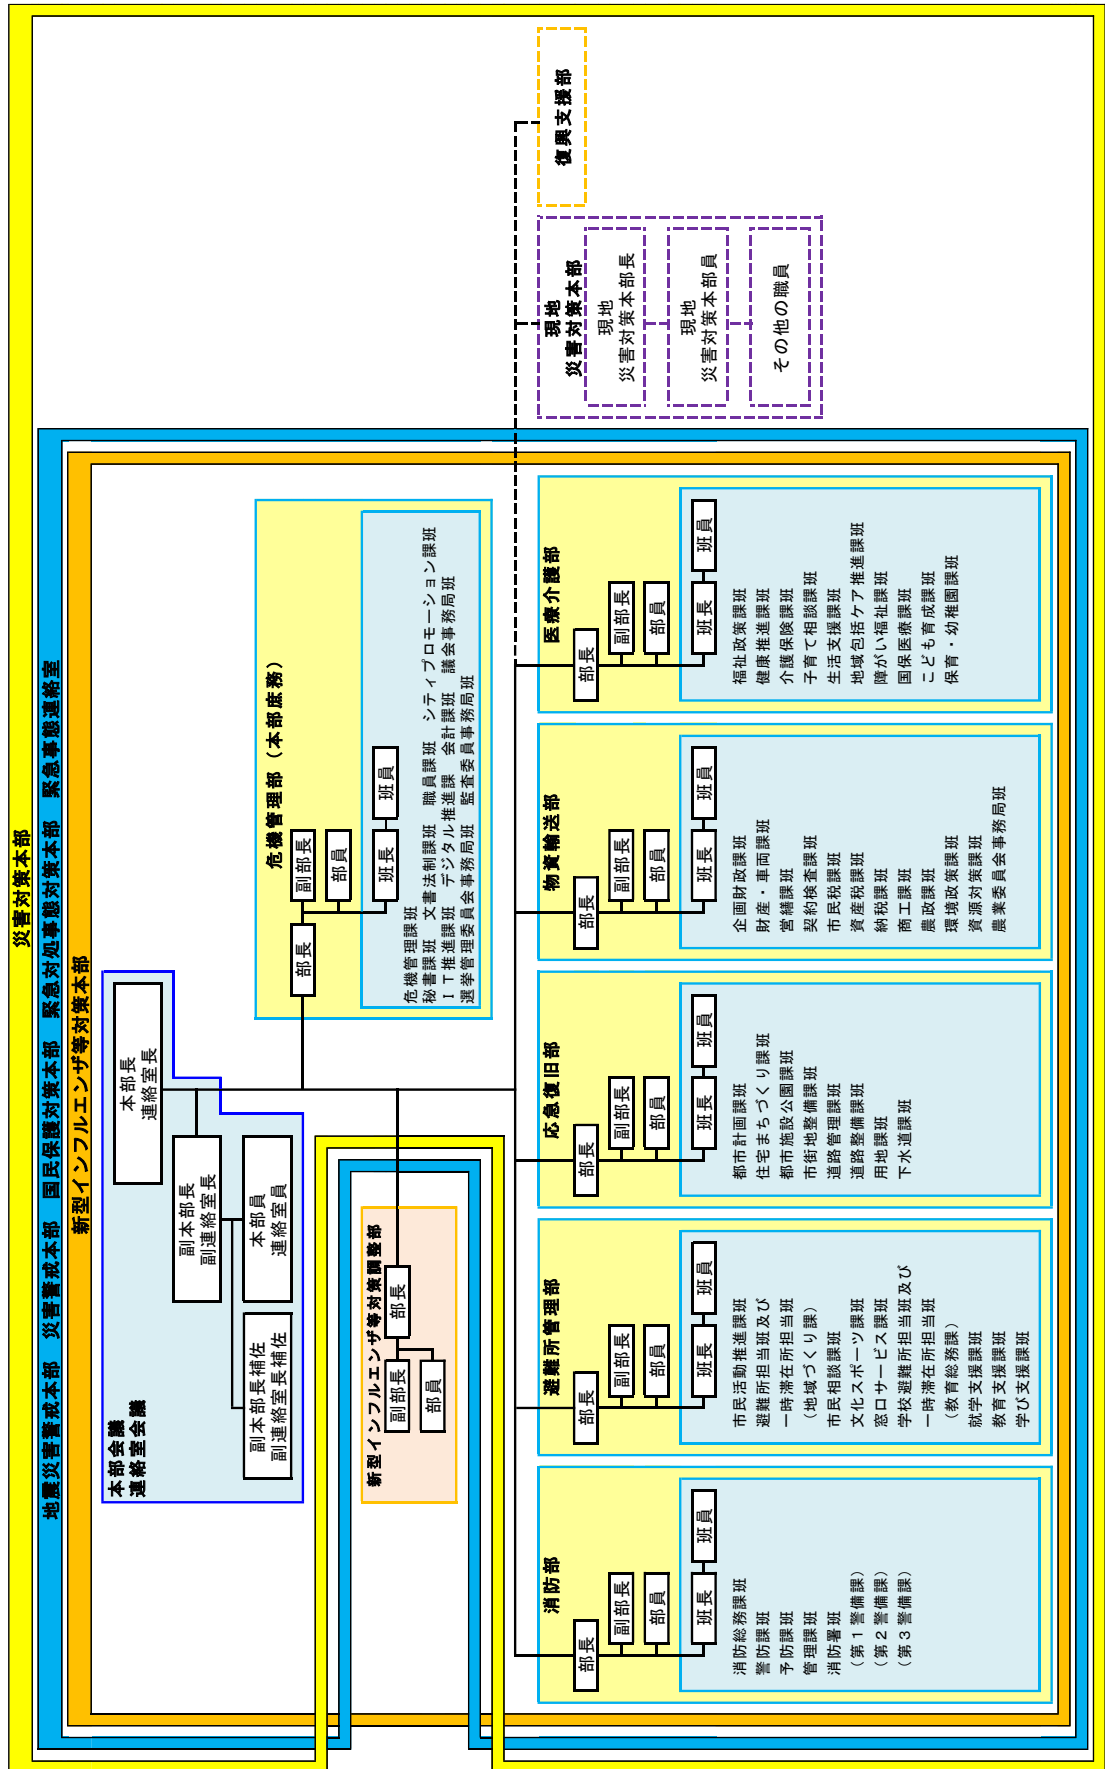 災害対策本部
地震災害警戒本部　災害警戒本部　国民保護対策本部　緊急対処事態対策本部　緊急事態連絡室
新型インフルエンザ等対策本部
本部会議
連絡室会議
本部長
連絡室長
副本部長
副連絡室長
副本部長補佐
副連絡室長補佐
本部員
連絡室員
危機管理部（本部庶務）
部長
副部長
部員
班長
班員
危機管理課班
秘書課班　文書法制課班　職員課班　シティプロモーション課班
ＩＴ推進課班　デジタル推進課　会計課班　議会事務局班
選挙管理委員会事務局班　監査委員事務局班
新型インフルエンザ等対策調整部
部長
副部長
部員
消防部
部長
副部長
部員
班長
班員
消防総務課班
警防課班
予防課班
管理課班
消防署班
（第１警備課）
（第２警備課）
（第３警備課）
避難所管理部
部長
副部長
部員
班長
班員
市民活動推進課班
避難所担当班及び
一時滞在所担当班
（地域づくり課）
市民相談課班
文化スポーツ課班
窓口サービス課班
学校避難所担当班及び
一時滞在所担当班
（教育総務課）
就学支援課班
教育支援課班
学び支援課班
応急復旧部
部長
副部長
部員
班長
班員
都市計画課班
住宅まちづくり課班
都市施設公園課班
市街地整備課班
道路管理課班
道路整備課班
用地課班
下水道課班
物資輸送部
部長
副部長
部員
班長
班員
企画財政課班
財産・車両課班
営繕課班
契約検査課班
市民税課班
資産税課班
納税課班
商工課班
農政課班
環境政策課班
資源対策課班
農業委員会事務局班
医療介護部
部長
副部長
部員
班長
班員
福祉政策課班
健康推進課班
介護保険課班
子育て相談課班
生活支援課班
地域包括ケア推進課班
障がい福祉課班
国保医療課班
こども育成課班
保育・幼稚園課班
現地
災害対策本部
現地
災害対策本部長
現地
災害対策本部員
その他の職員
復興支援部